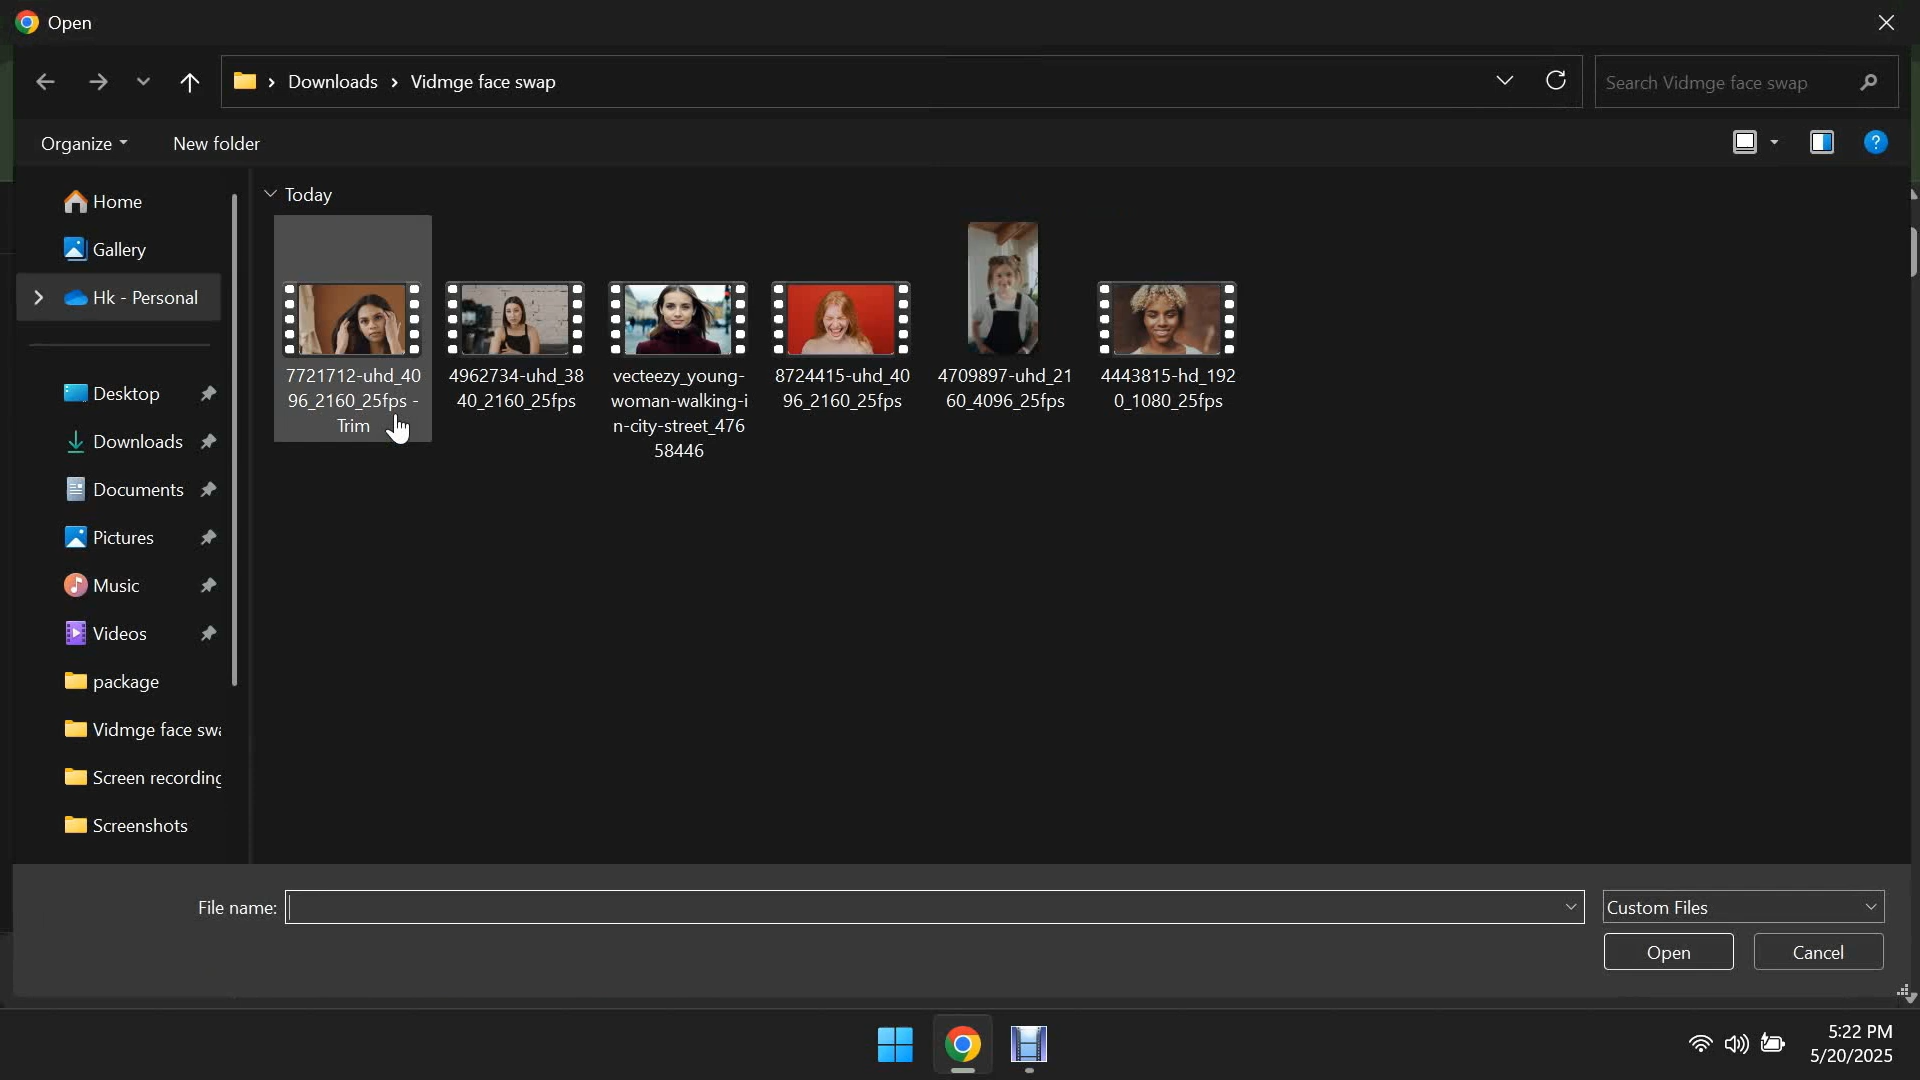 Open
Downloads
Vidmge face swap
Search Vidmge face swap
Organize
New folder
Home
Gallery
Hk - Personal
Desktop
Downloads
Documents
Pictures
Music
Videos
package
Vidmge face swa
Screen recording
Screenshots
Today
7721712-uhd_40
96_2160_25fps -
Trim
4962734-uhd_38
40_2160_25fps
vecteezy_young-
woman-walking-i
n-city-street_476
58446
8724415-uhd_40
96_2160_25fps
4709897-uhd_21
60_4096_25fps
4443815-hd_192
0_1080_25fps
File name:
Custom Files
Open
Cancel
5:22 PM
5/20/2025